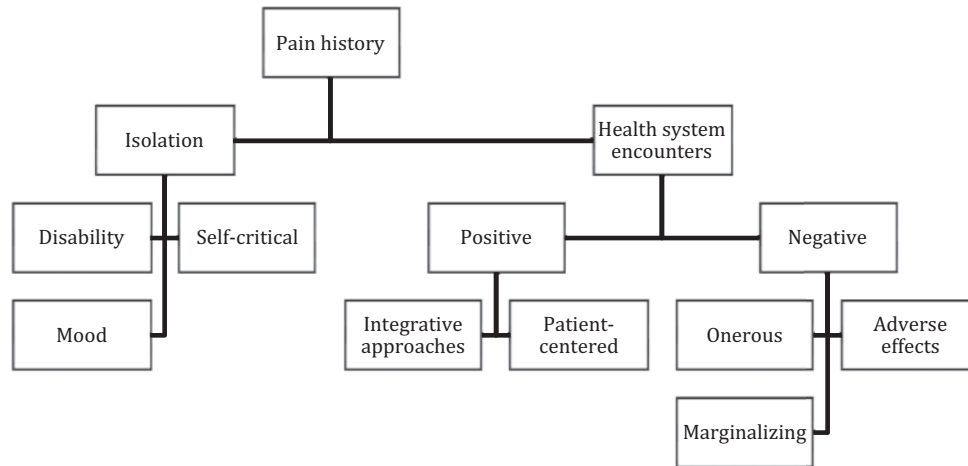 Pain history
Isolation
Health system
encounters
Disability
Self-critical
Positive
Negative
Mood
Integrative
approaches
Patient-
centered
Onerous
Adverse
effects
Marginalizing